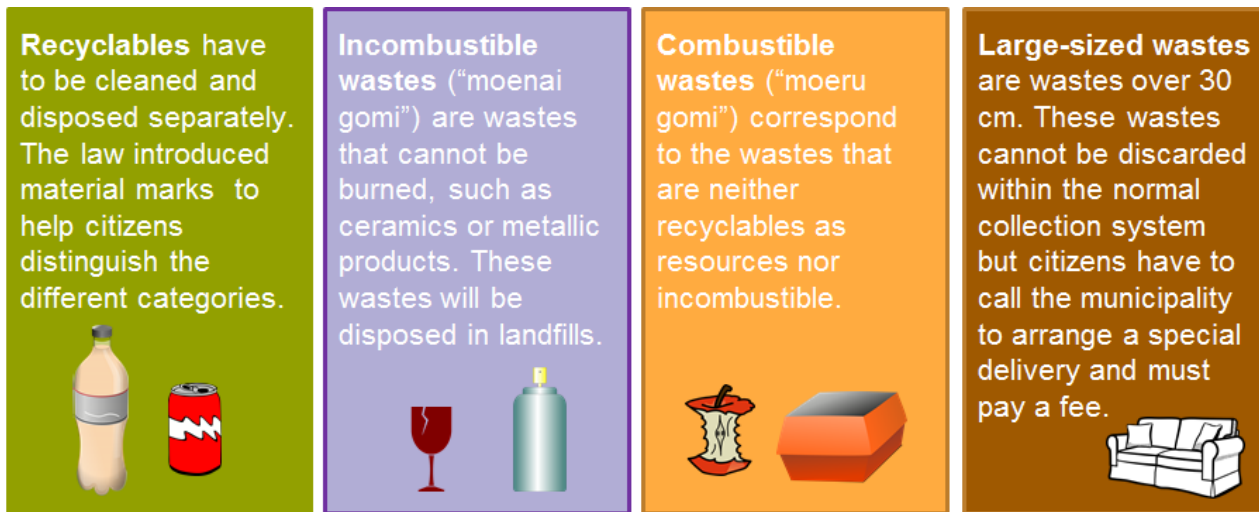 Recyclables have
to be cleaned and
disposed separately.
The law introduced
material marks  to
help citizens
distinguish the
different categories.
Incombustible
wastes (“moenai
gomi”) are wastes
that cannot be
burned, such as
ceramics or metallic
products. These
wastes will be
disposed in landfills.
Combustible
wastes (“moeru
gomi”) correspond
to the wastes that
are neither
recyclables as
resources nor
incombustible.
Large-sized wastes
are wastes over 30
cm. These wastes
cannot be discarded
within the normal
collection system
but citizens have to
call the municipality
to arrange a special
delivery and must
pay a fee.